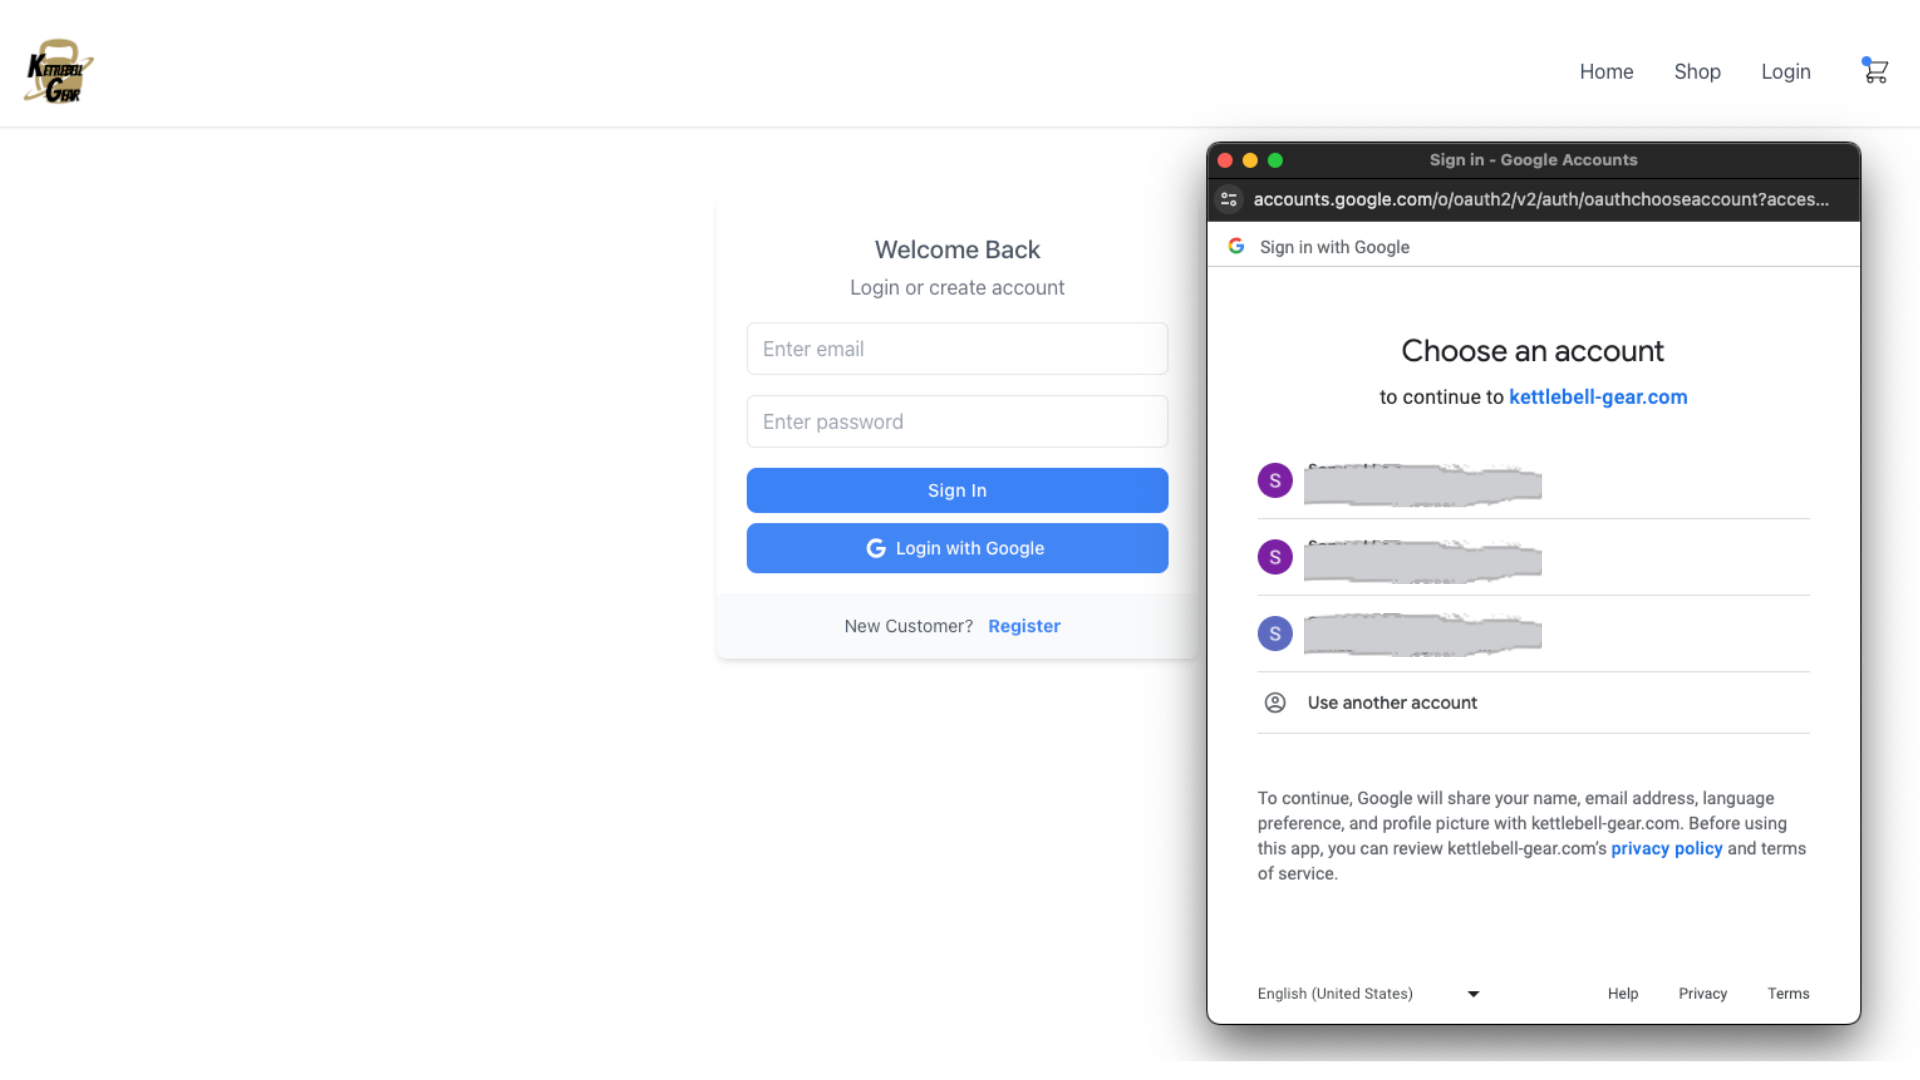 KETTLEBELL
GEAR
Home
Shop
Login
Welcome Back
Login or create account
Enter email
Enter password
Sign In
Login with Google
New Customer? Register
Sign in - Google Accounts
accounts.google.com/o/oauth2/v2/auth/oauthchooseaccount?acces...
Sign in with Google
Choose an account
to continue to kettlebell-gear.com
S
S
S
Use another account
To continue, Google will share your name, email address, language
preference, and profile picture with kettlebell-gear.com. Before using
this app, you can review kettlebell-gear.com’s privacy policy and terms
of service.
English (United States)
Help
Privacy
Terms